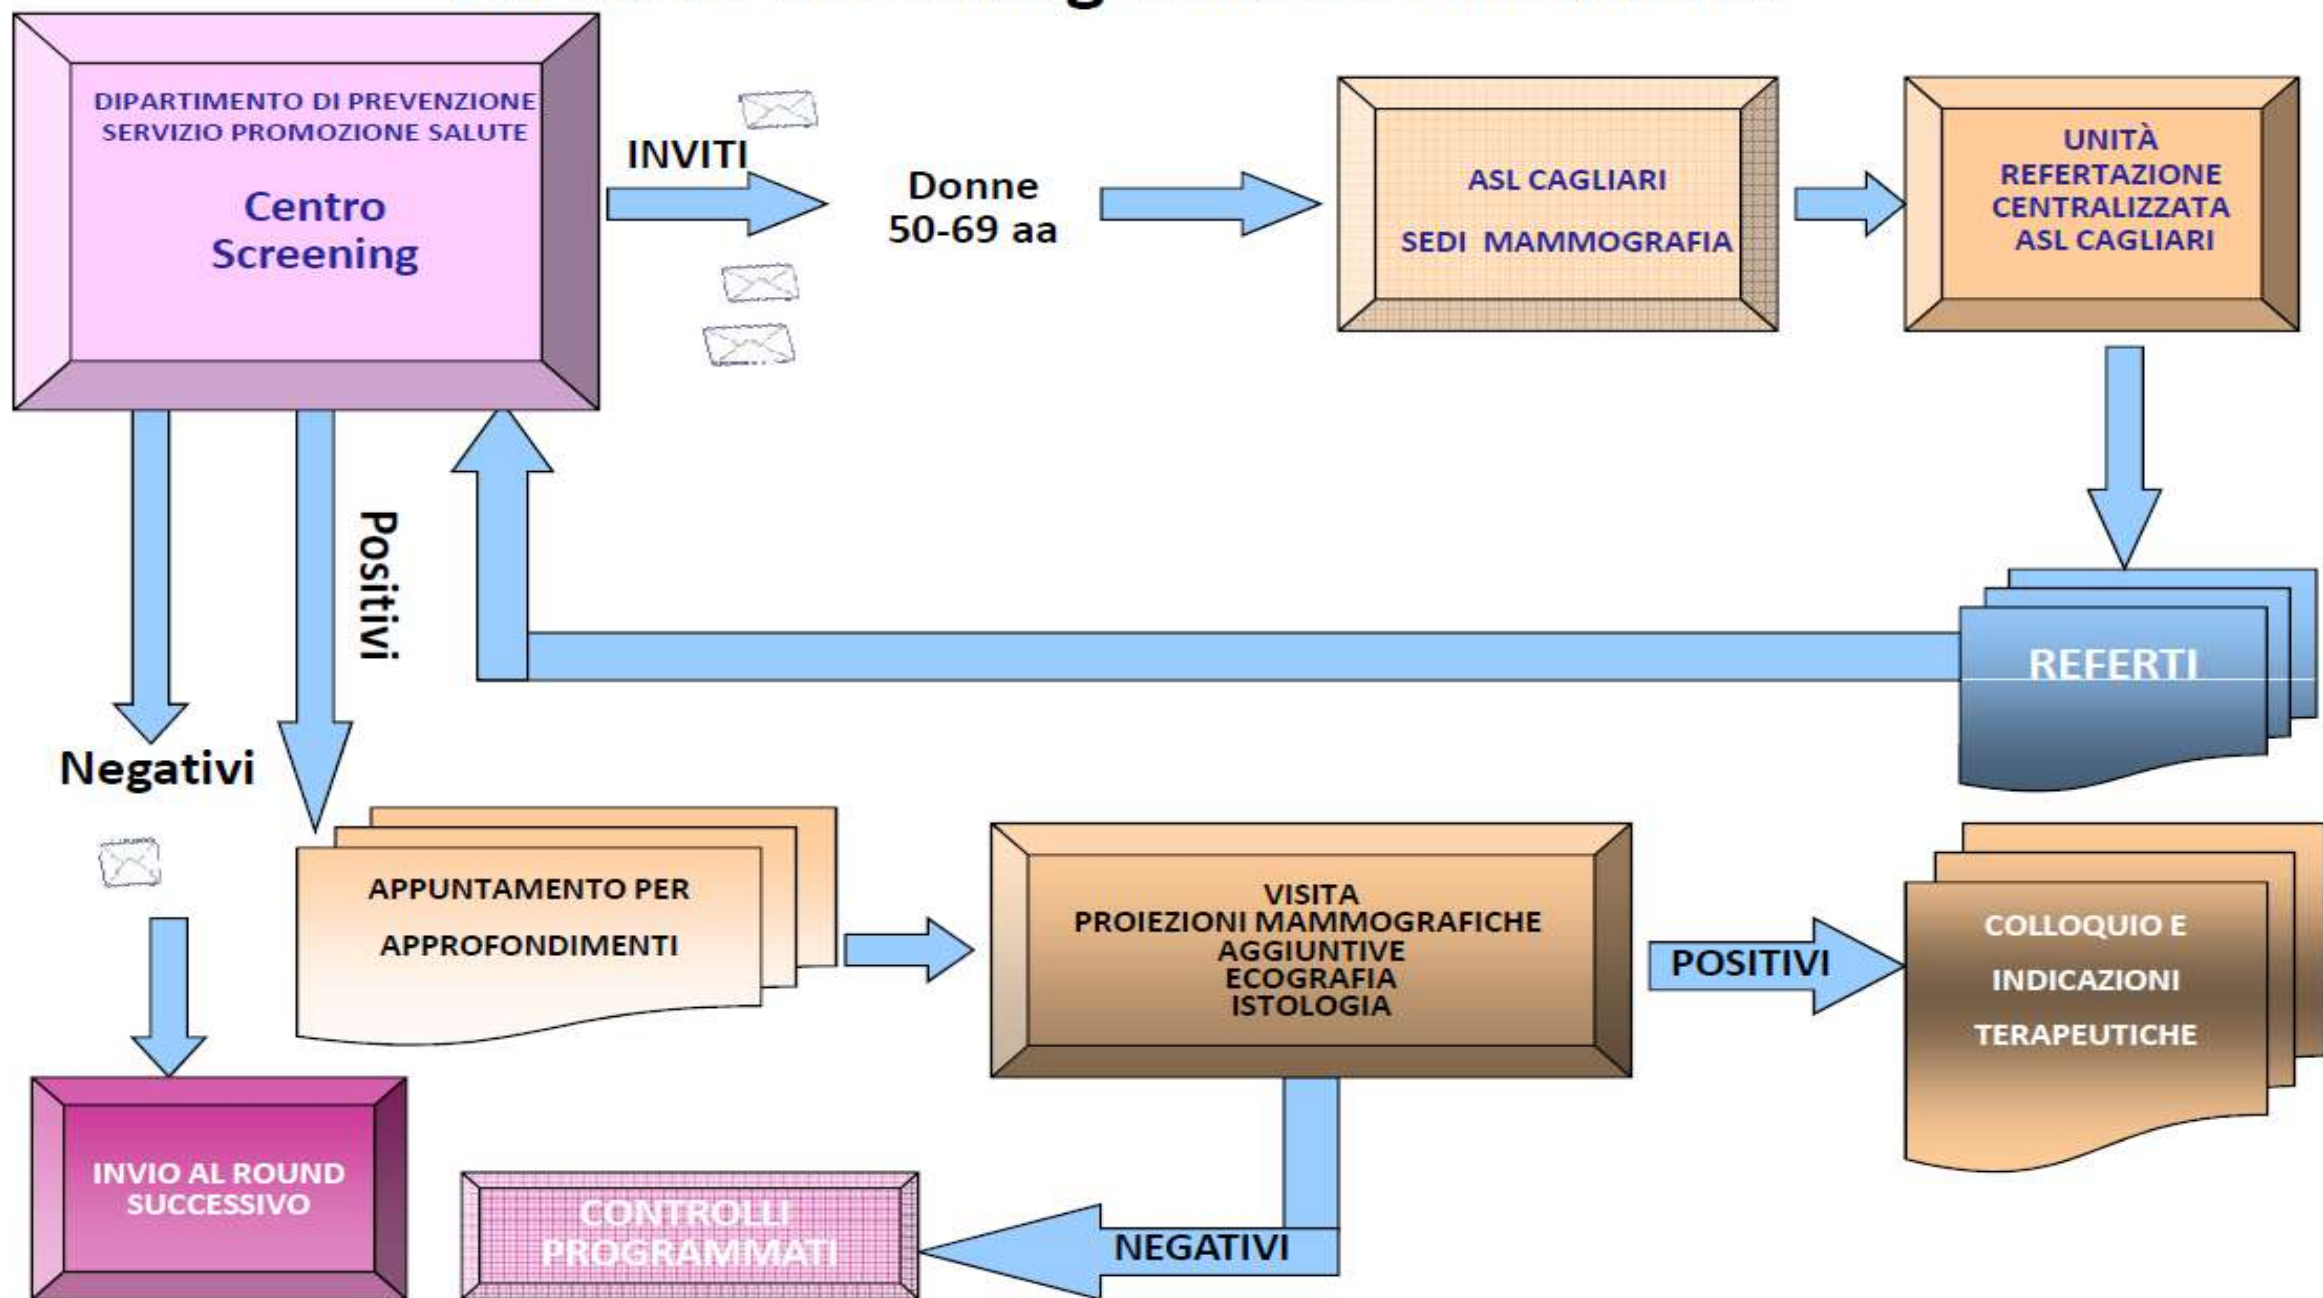 DIPARTIMENTO DI PREVENZIONE
SERVIZIO PROMOZIONE SALUTE
Centro
Screening
INVITI
Donne
50-69 aa
ASL CAGLIARI
SEDI MAMMOGRAFIA
UNITÀ
REFERTAZIONE
CENTRALIZZATA
ASL CAGLIARI
Positivi
REFERTI
Negativi
APPUNTAMENTO PER
APPROFONDIMENTI
VISITA
PROIEZIONI MAMMOGRAFICHE
AGGIUNTIVE
ECOGRAFIA
ISTOLOGIA
POSITIVI
COLLOQUIO E
INDICAZIONI
TERAPEUTICHE
INVIO AL ROUND
SUCCESSIVO
CONTROLLI
PROGRAMMATI
NEGATIVI